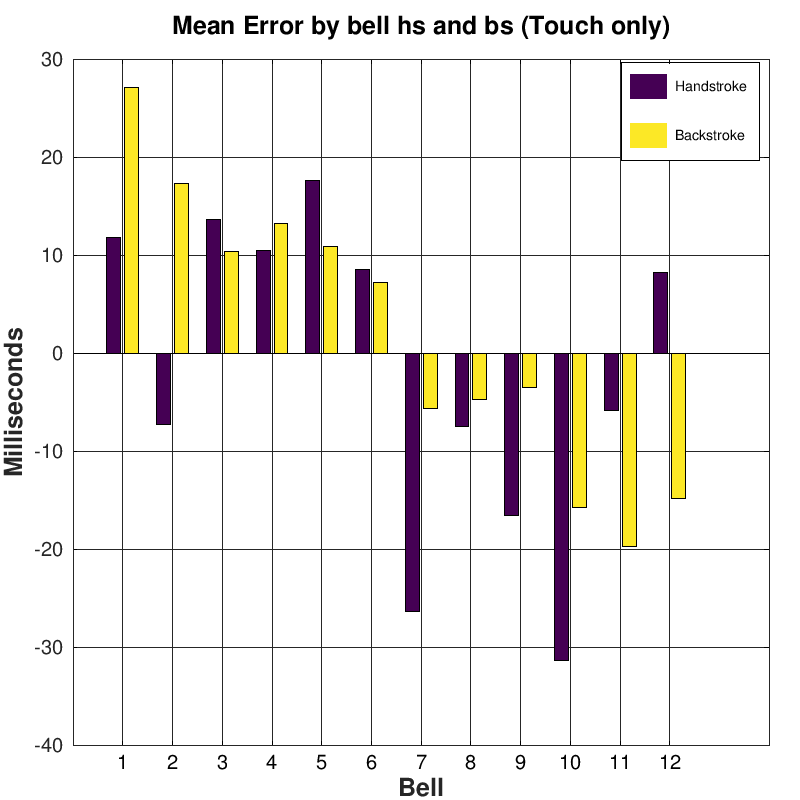 Mean Error by bell hs and bs (Touch only)
Handstroke
Backstroke
30
20
10
0
-10
-20
-30
-40
Milliseconds
1 2 3 4 5 6 7 8 9 10 11 12
Bell